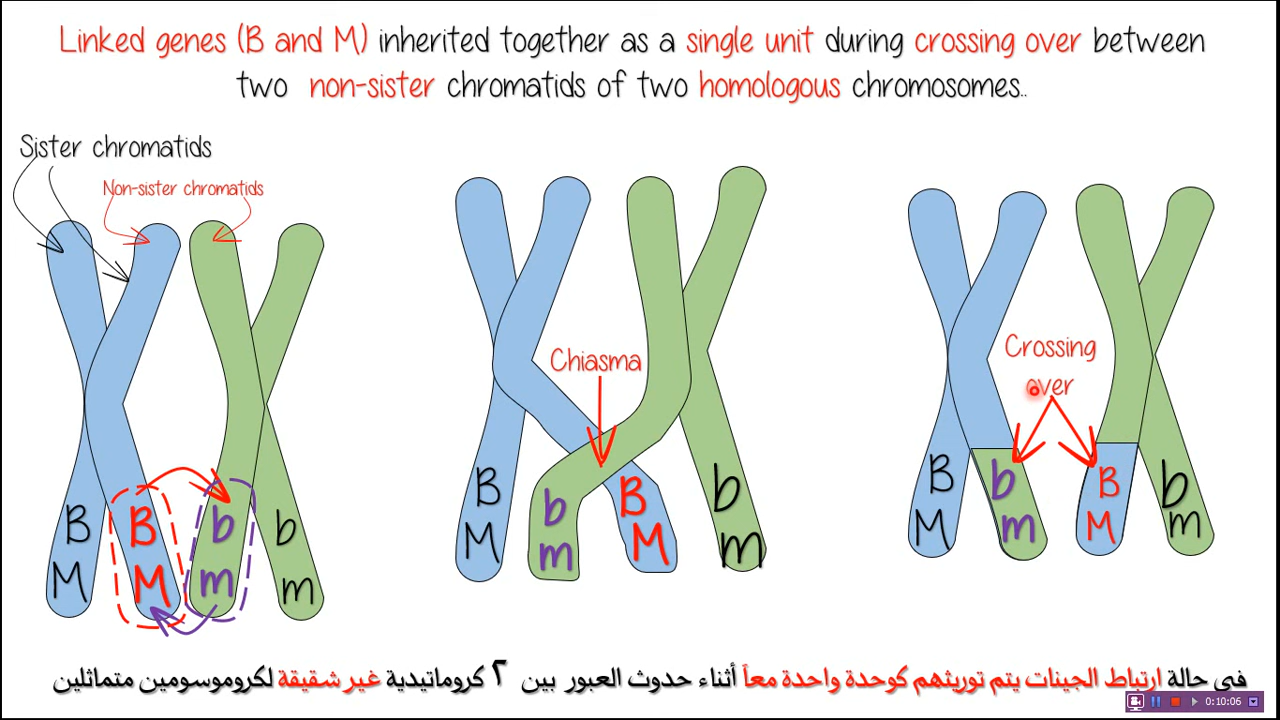 Linked genes (B and M) inherited together as a single unit during crossing over between
two non-sister chromatids of two homologous chromosomes..
Sister chromatids
Non-sister chromatids
B
M
B
M
b
m
b
m
Chiasma
B
M
b
m
B
M
b
m
Crossing
over
B
M
b
m
B
M
b
m
فى حالة ارتباط الجينات يتم توريثهم كوحدة واحدة معاً أثناء حدوث العبور بين ٢ كروماتيدية غير شقيقة لكروموسومين متماثلين
0:10:06